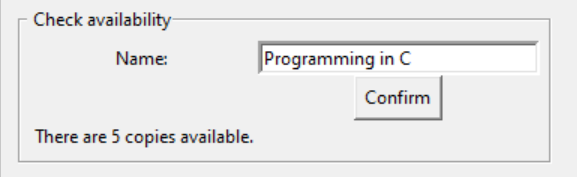 Check availability
Name: Programming in C
Confirm
There are 5 copies available.